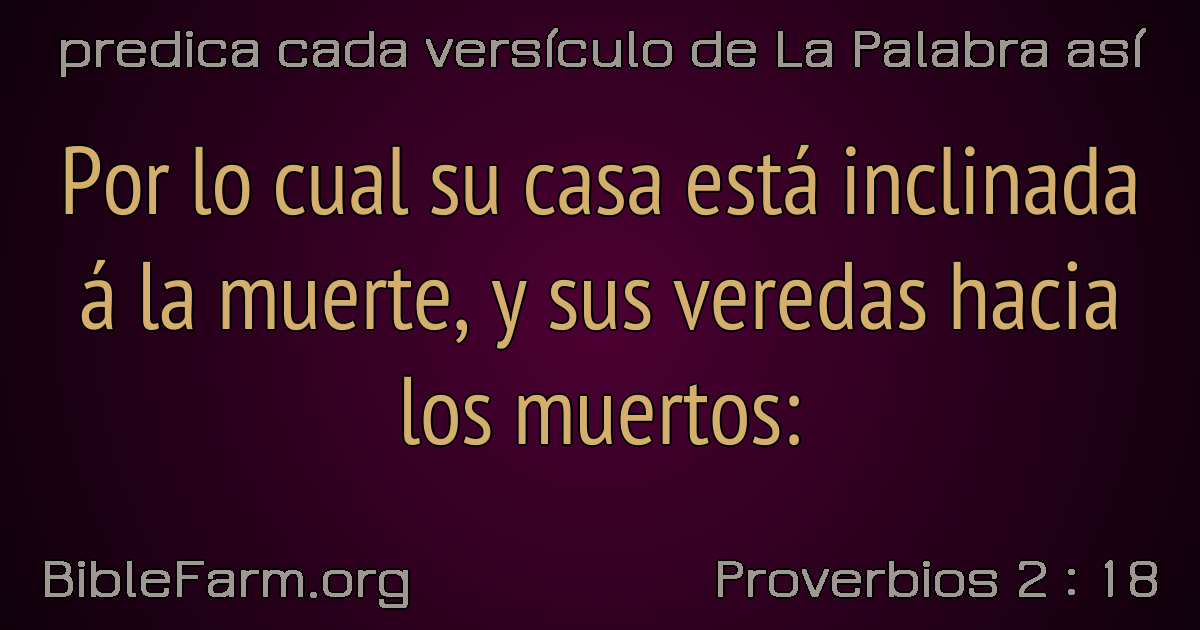 predica cada versículo de La Palabra así
Por lo cual su casa está inclinada
á la muerte, y sus veredas hacia
los muertos:
BibleFarm.org
Proverbios 2 : 18